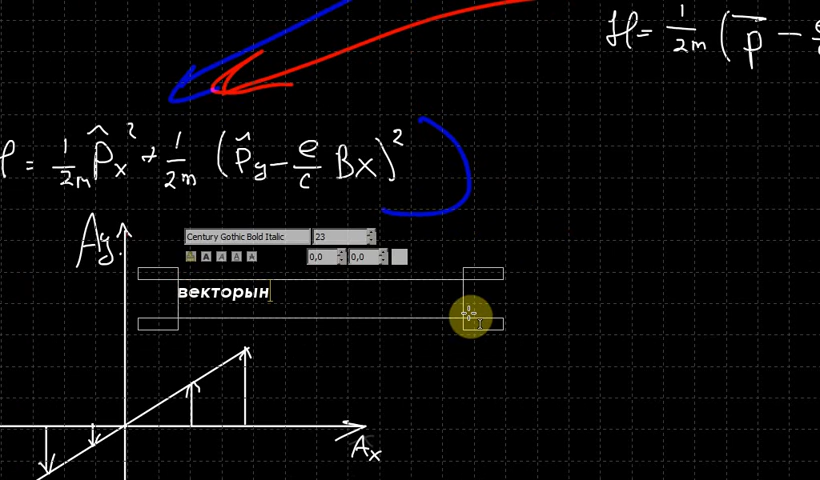 H = 1/2m ( p⃗ − e
H = 1/2m p̂x² + 1/2m ( p̂y − e/c Bx )²
Ay
Century Gothic Bold Italic 23
A A A A A 0,0 0,0
векторын
Ax